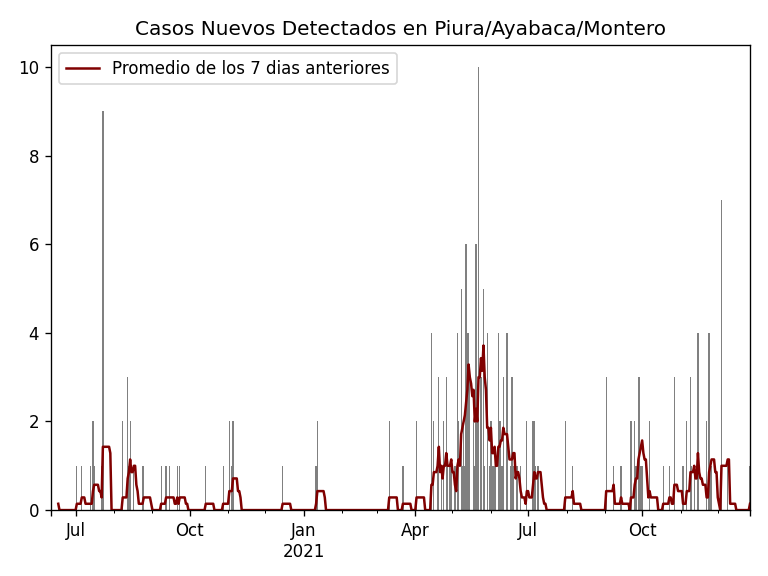 Casos Nuevos Detectados en Piura/Ayabaca/Montero
Promedio de los 7 dias anteriores
10
8
6
4
2
0
Jul
Oct
Jan
2021
Apr
Jul
Oct